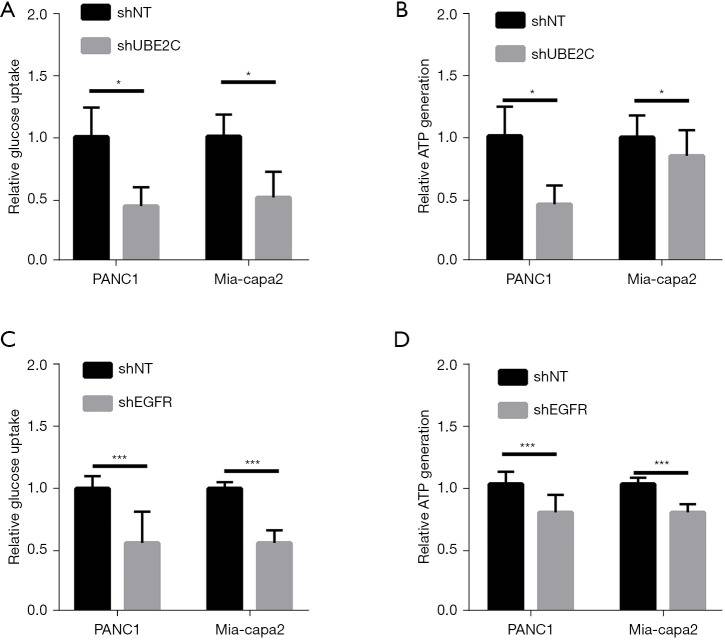 A
shNT
shUBE2C
Relative glucose uptake
2.0
1.5
1.0
0.5
0.0
*
*
PANC1
Mia-capa2
B
shNT
shUBE2C
Relative ATP generation
2.0
1.5
1.0
0.5
0.0
*
*
PANC1
Mia-capa2
C
shNT
shEGFR
Relative glucose uptake
2.0
1.5
1.0
0.5
0.0
***
***
PANC1
Mia-capa2
D
shNT
shEGFR
Relative ATP generation
2.0
1.5
1.0
0.5
0.0
***
***
PANC1
Mia-capa2